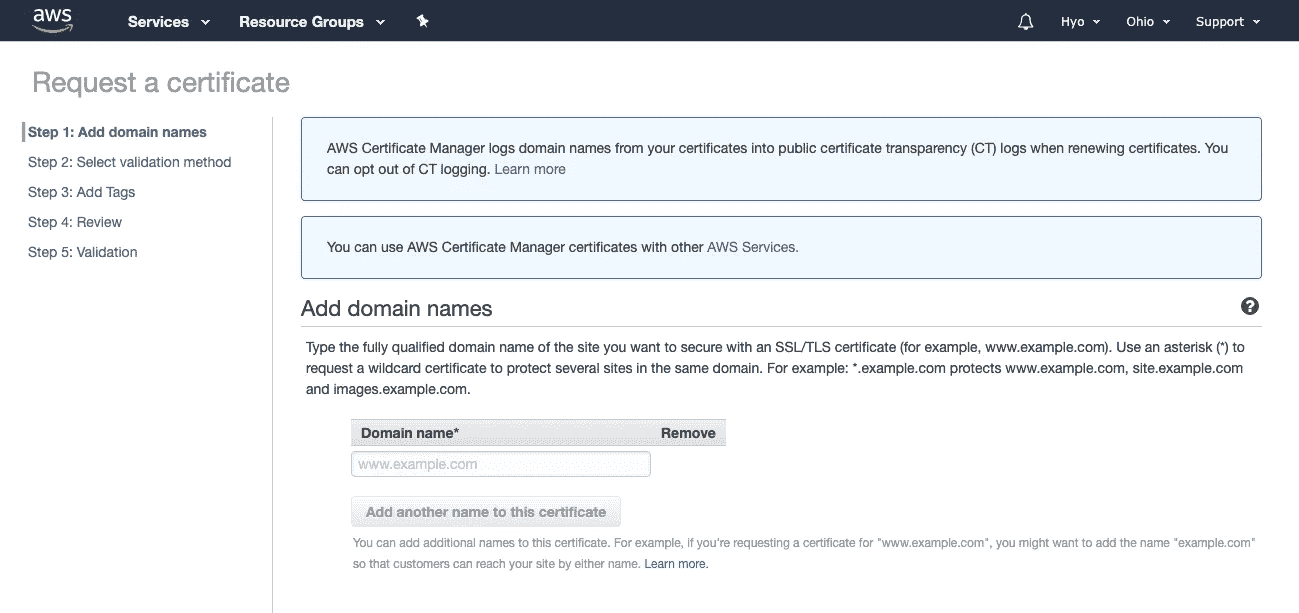 aws Services Resource Groups Hyo Ohio Support
Request a certificate
Step 1: Add domain names
Step 2: Select validation method
Step 3: Add Tags
Step 4: Review
Step 5: Validation
AWS Certificate Manager logs domain names from your certificates into public certificate transparency (CT) logs when renewing certificates. You
can opt out of CT logging. Learn more
You can use AWS Certificate Manager certificates with other AWS Services.
Add domain names
?
Type the fully qualified domain name of the site you want to secure with an SSL/TLS certificate (for example, www.example.com). Use an asterisk (*) to
request a wildcard certificate to protect several sites in the same domain. For example: *.example.com protects www.example.com, site.example.com
and images.example.com.
Domain name* Remove
www.example.com
Add another name to this certificate
You can add additional names to this certificate. For example, if you're requesting a certificate for "www.example.com", you might want to add the name "example.com"
so that customers can reach your site by either name. Learn more.